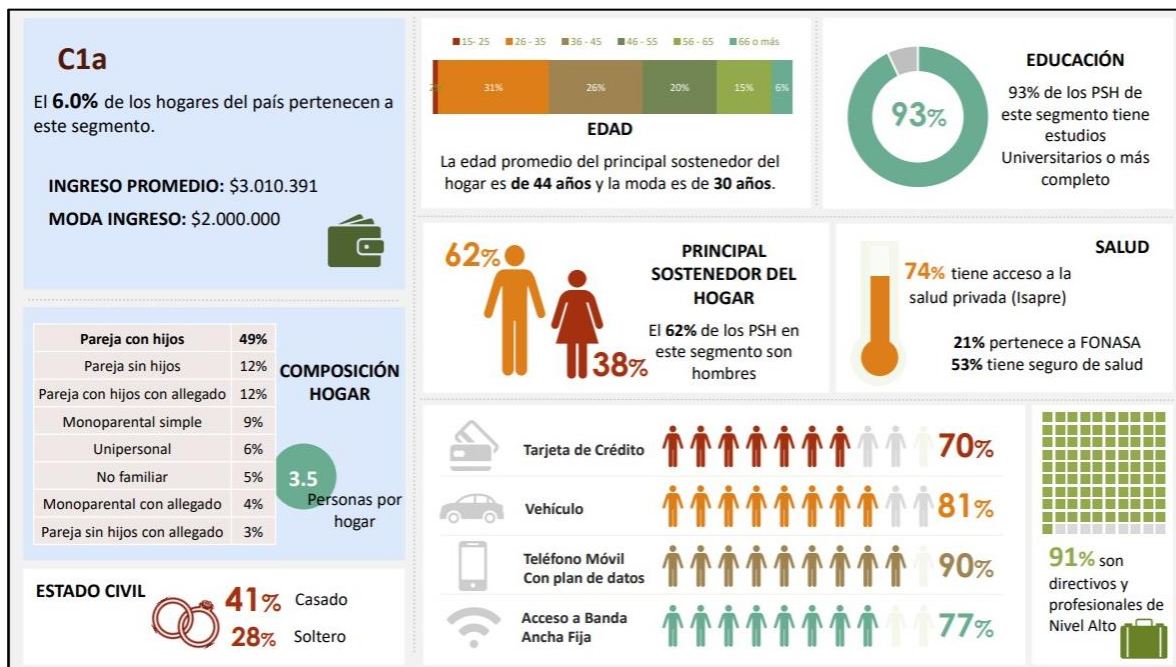 C1a
El 6.0% de los hogares del país pertenecen a
este segmento.
INGRESO PROMEDIO: $3.010.391
MODA INGRESO: $2.000.000
15- 25 26 - 35 36 - 45 46 - 55 56 - 65 66 o más
31% 26% 20% 15% 6%
EDAD
La edad promedio del principal sostenedor del
hogar es de 44 años y la moda es de 30 años.
93%
EDUCACIÓN
93% de los PSH de
este segmento tiene
estudios
Universitarios o más
completo
62%
38%
PRINCIPAL
SOSTENEDOR DEL
HOGAR
El 62% de los PSH en
este segmento son
hombres
SALUD
74% tiene acceso a la
salud privada (Isapre)
21% pertenece a FONASA
53% tiene seguro de salud
Pareja con hijos 49%
Pareja sin hijos 12%
Pareja con hijos con allegado 12%
Monoparental simple 9%
Unipersonal 6%
No familiar 5%
Monoparental con allegado 4%
Pareja sin hijos con allegado 3%
COMPOSICIÓN
HOGAR
3.5
Personas por
hogar
ESTADO CIVIL
41% Casado
28% Soltero
Tarjeta de Crédito 70%
Vehículo 81%
Teléfono Móvil
Con plan de datos 90%
Acceso a Banda
Ancha Fija 77%
91% son
directivos y
profesionales de
Nivel Alto